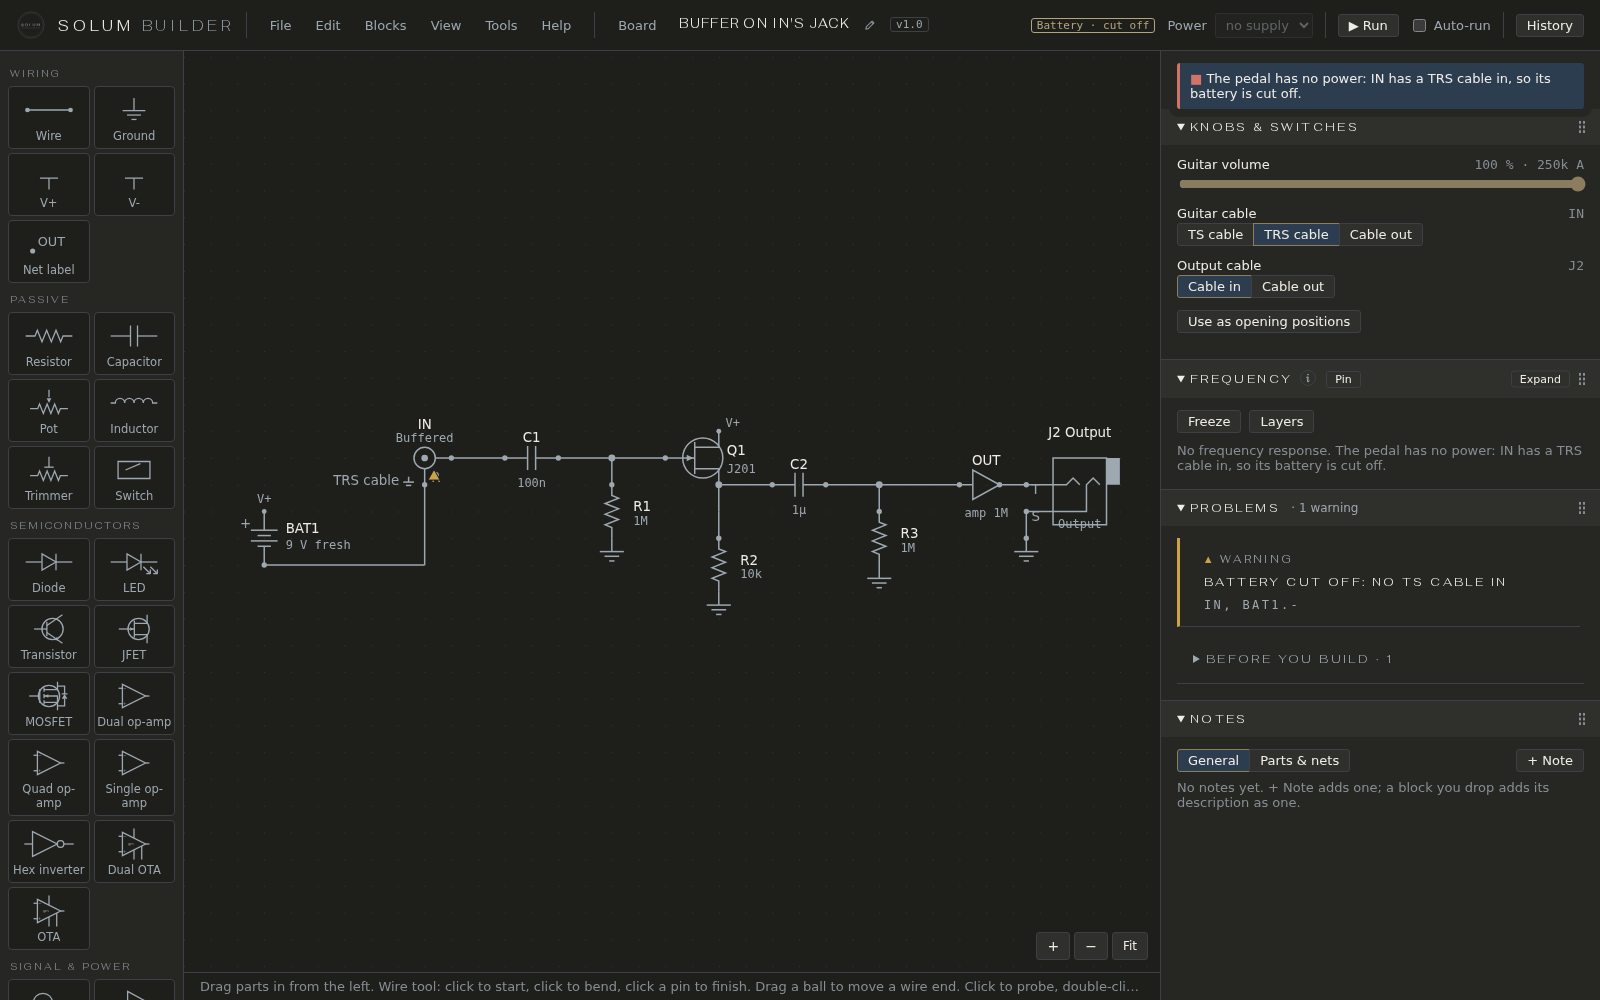 SOLUM BUILDER File Edit Blocks View Tools Help Board BUFFER ON IN'S JACK v1.0 Battery · cut off Power no supply ▶ Run Auto-run History
WIRING
Wire Ground
V+ V-
OUT
Net label
PASSIVE
Resistor Capacitor
Pot Inductor
Trimmer Switch
SEMICONDUCTORS
Diode LED
Transistor JFET
MOSFET Dual op-amp
Quad op-amp Single op-amp
Hex inverter Dual OTA
OTA
SIGNAL & POWER
IN
Buffered
TRS cable
V+
+
BAT1
9 V fresh
C1
100n
R1
1M
V+
Q1
J201
R2
10k
C2
1µ
R3
1M
OUT
amp 1M
J2 Output
T
S
Output
+ − Fit
Drag parts in from the left. Wire tool: click to start, click to bend, click a pin to finish. Drag a ball to move a wire end. Click to probe, double-cli…
The pedal has no power: IN has a TRS cable in, so its
battery is cut off.
▼ KNOBS & SWITCHES
Guitar volume 100 % · 250k A
Guitar cable IN
TS cable TRS cable Cable out
Output cable J2
Cable in Cable out
Use as opening positions
▼ FREQUENCY i Pin Expand
Freeze Layers
No frequency response. The pedal has no power: IN has a TRS
cable in, so its battery is cut off.
▼ PROBLEMS · 1 warning
▲ WARNING
BATTERY CUT OFF: NO TS CABLE IN
IN, BAT1.-
▶ BEFORE YOU BUILD · 1
▼ NOTES
General Parts & nets + Note
No notes yet. + Note adds one; a block you drop adds its
description as one.